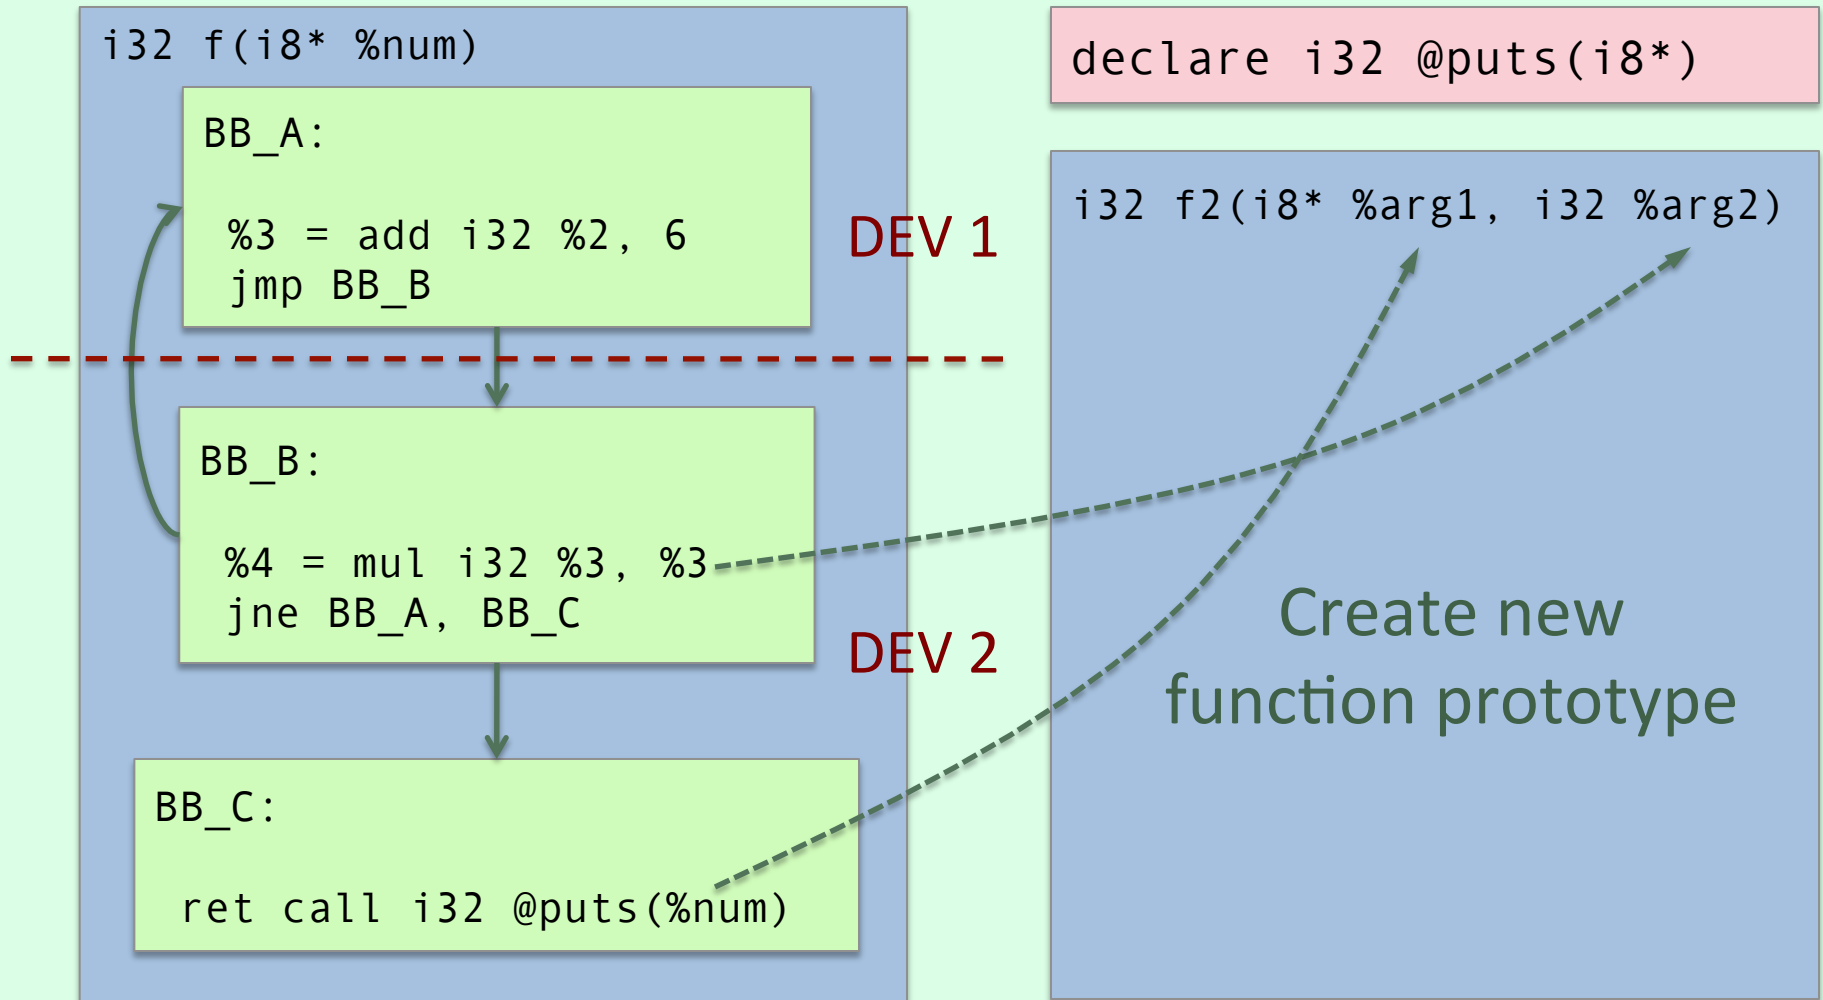 i32 f(i8* %num)
BB_A:
%3 = add i32 %2, 6
jmp BB_B
DEV 1
BB_B:
%4 = mul i32 %3, %3
jne BB_A, BB_C
DEV 2
BB_C:
ret call i32 @puts(%num)
declare i32 @puts(i8*)
i32 f2(i8* %arg1, i32 %arg2)
Create new
function prototype